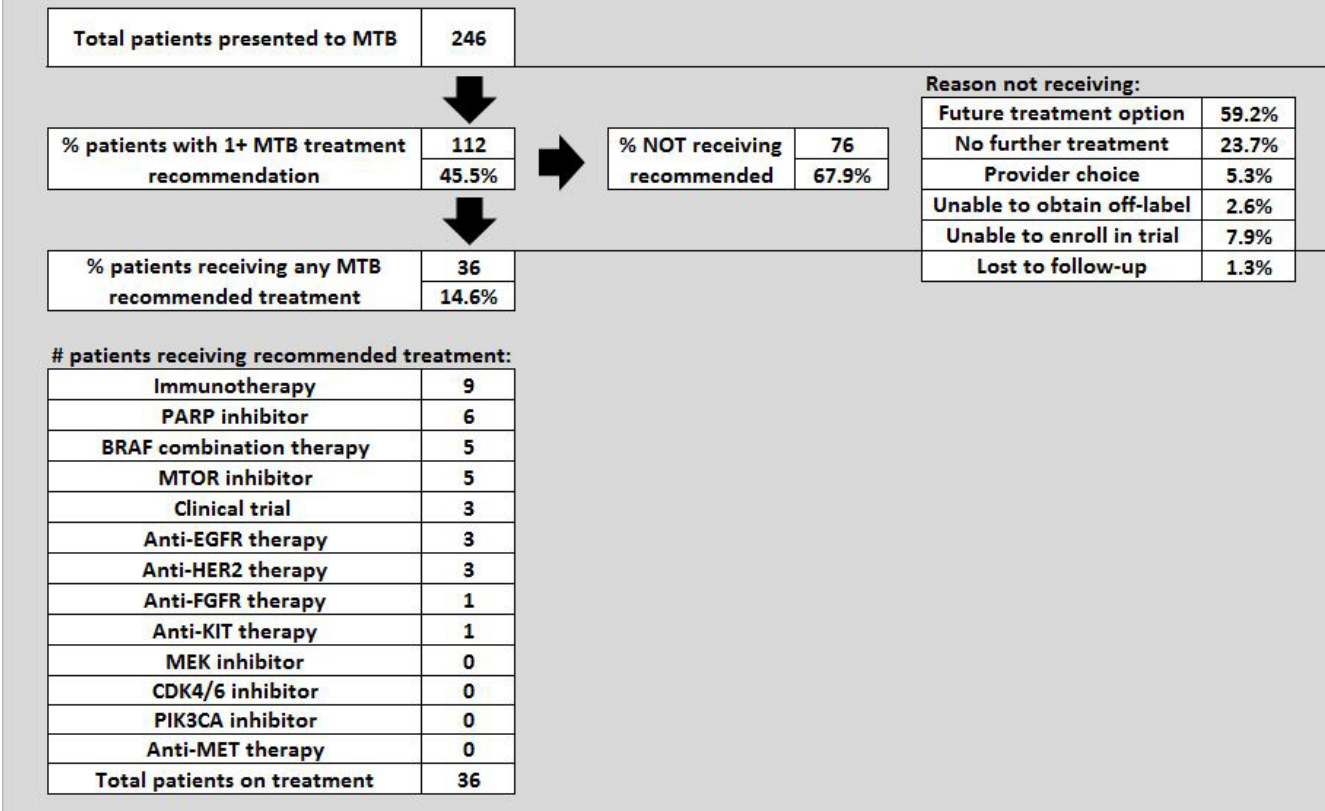 Total patients presented to MTB 246
Reason not receiving:
Future treatment option 59.2%
No further treatment 23.7%
Provider choice 5.3%
Unable to obtain off-label 2.6%
Unable to enroll in trial 7.9%
Lost to follow-up 1.3%
% patients with 1+ MTB treatment 112
recommendation 45.5%
% NOT receiving 76
recommended 67.9%
% patients receiving any MTB 36
recommended treatment 14.6%
# patients receiving recommended treatment:
Immunotherapy 9
PARP inhibitor 6
BRAF combination therapy 5
MTOR inhibitor 5
Clinical trial 3
Anti-EGFR therapy 3
Anti-HER2 therapy 3
Anti-FGFR therapy 1
Anti-KIT therapy 1
MEK inhibitor 0
CDK4/6 inhibitor 0
PIK3CA inhibitor 0
Anti-MET therapy 0
Total patients on treatment 36